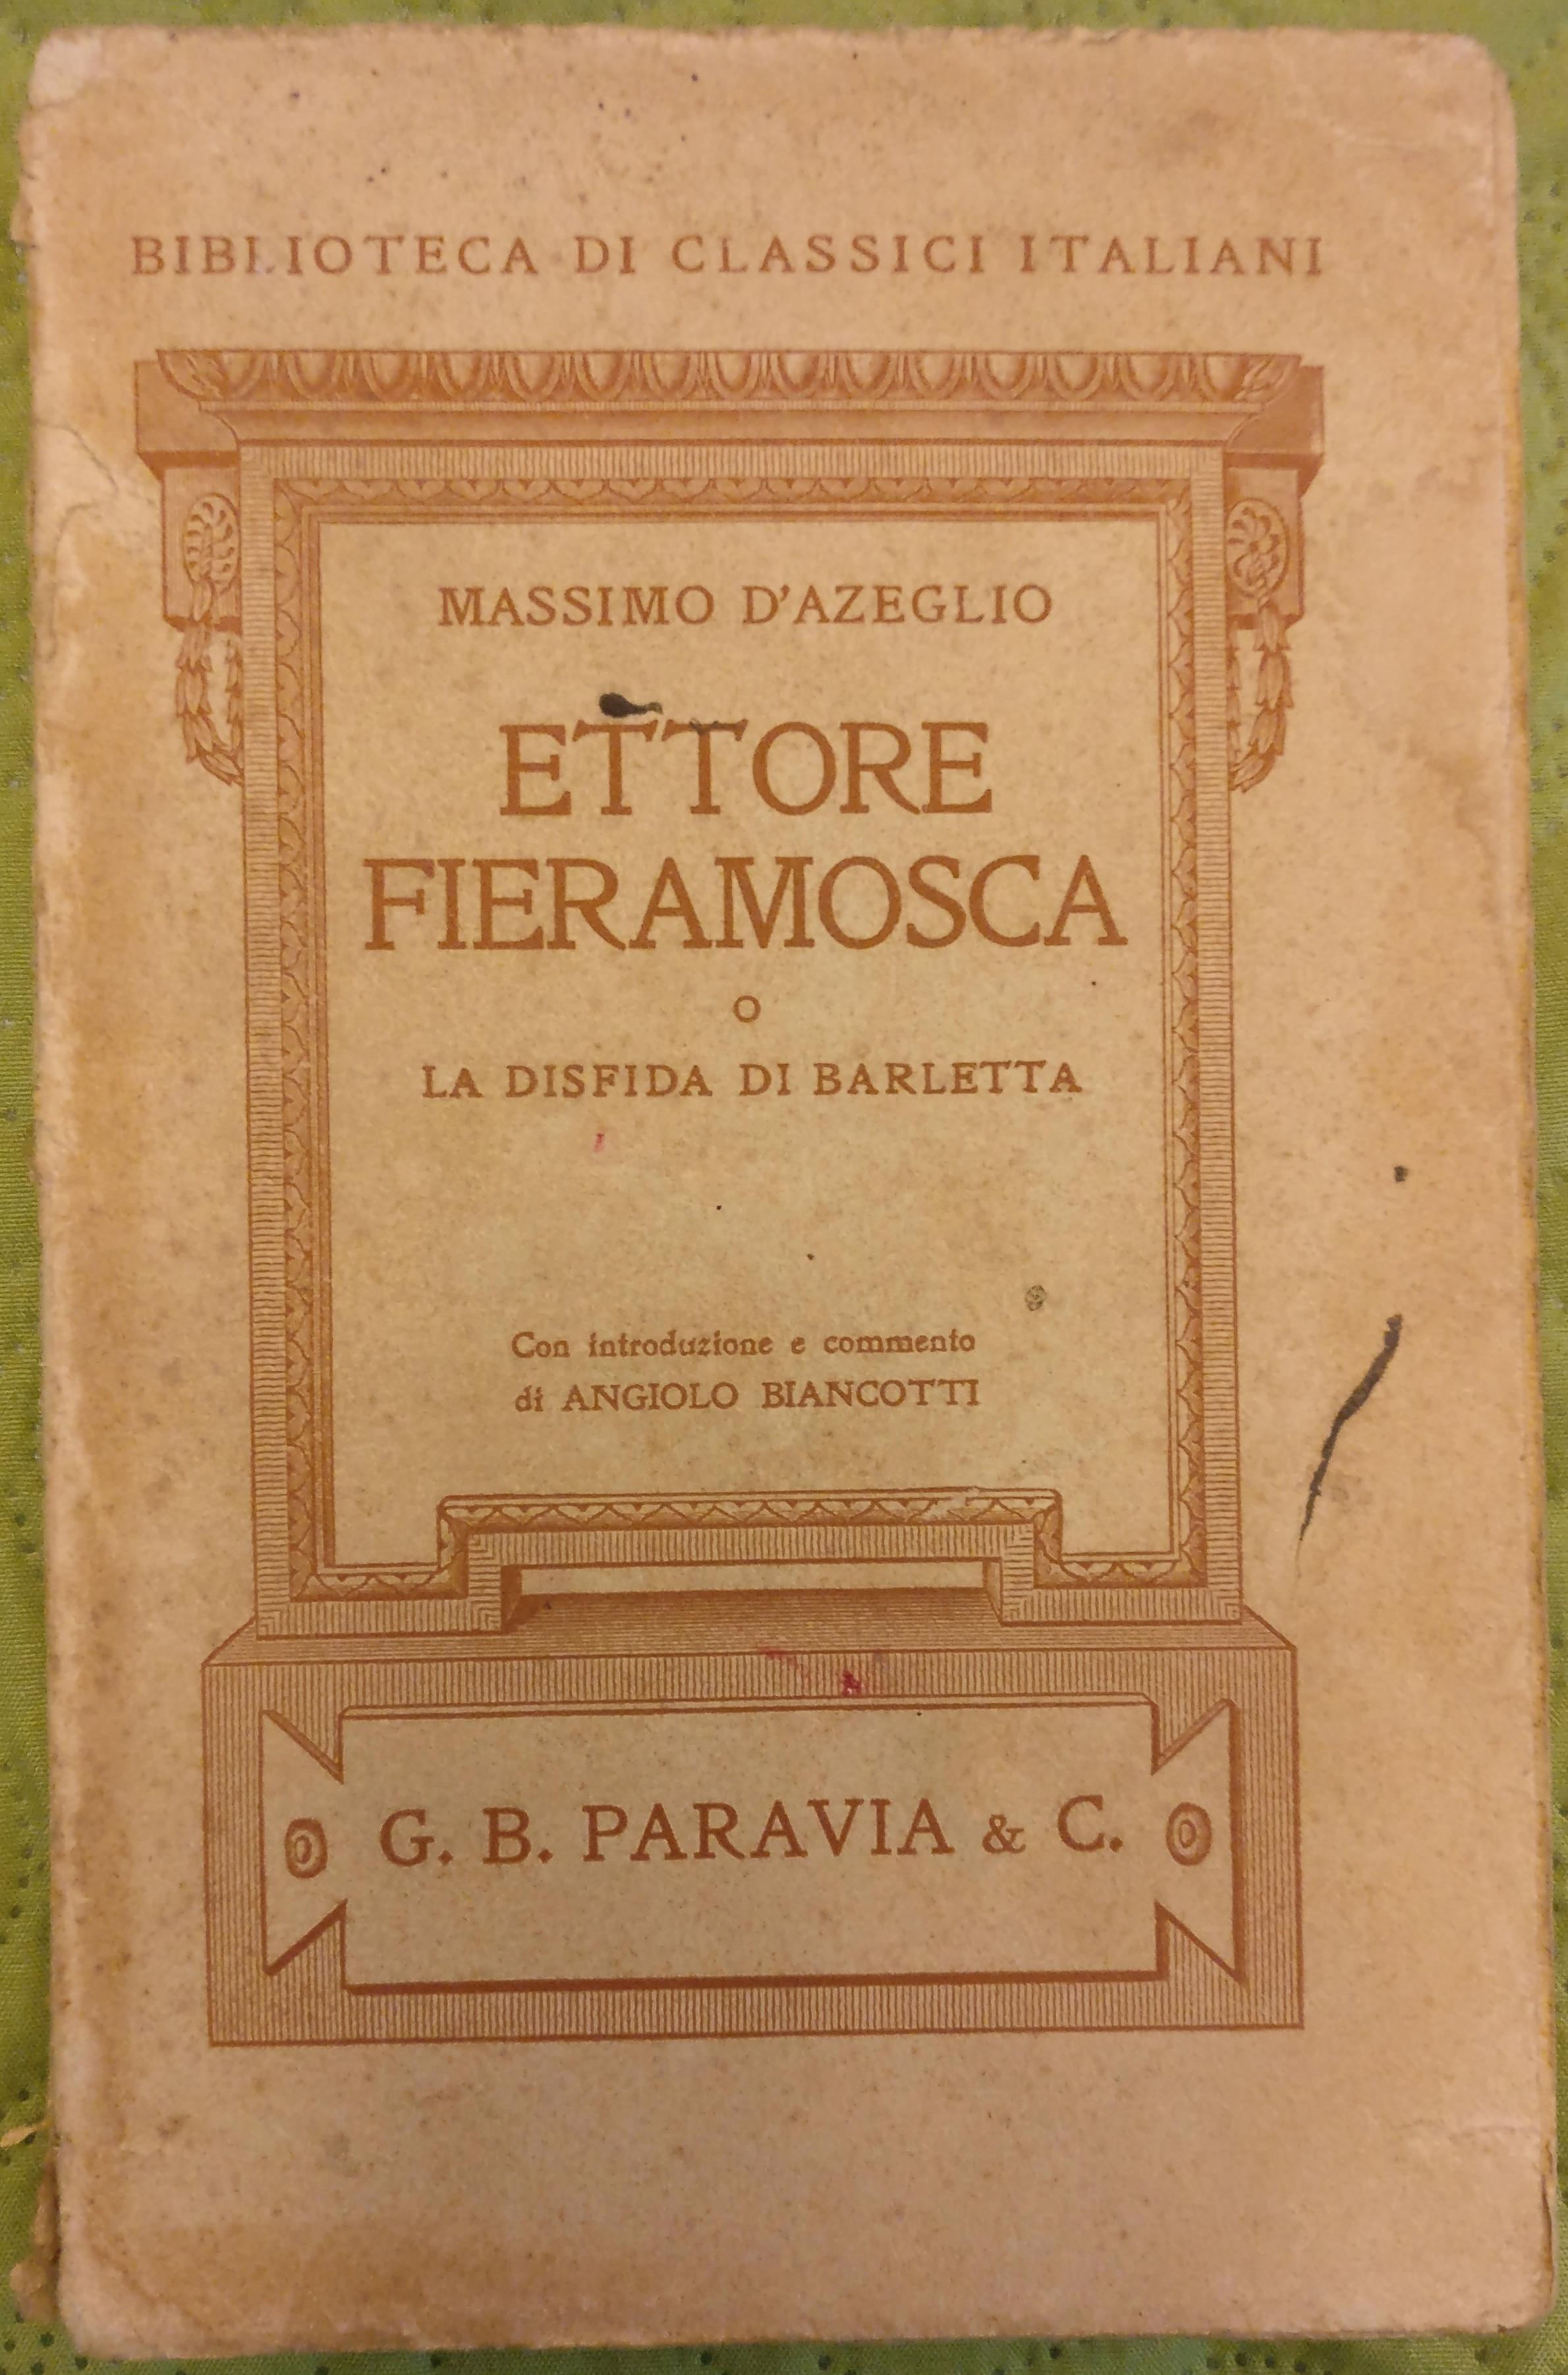 BIBLIOTECA DI CLASSICI ITALIANI
MASSIMO D'AZEGLIO
ETTORE
FIERAMOSCA
O
LA DISFIDA DI BARLETTA
Con introduzione e commento
di ANGIOLO BIANCOTTI
G. B. PARAVIA & C.